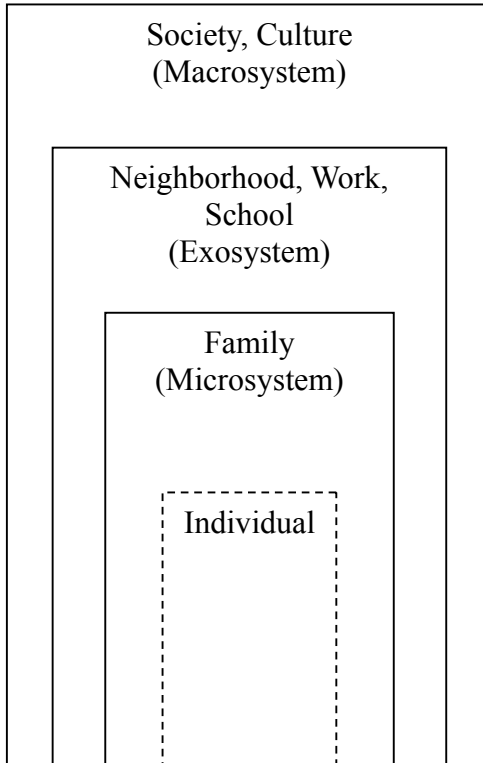 Society, Culture
(Macrosystem)
Neighborhood, Work,
School
(Exosystem)
Family
(Microsystem)
Individual